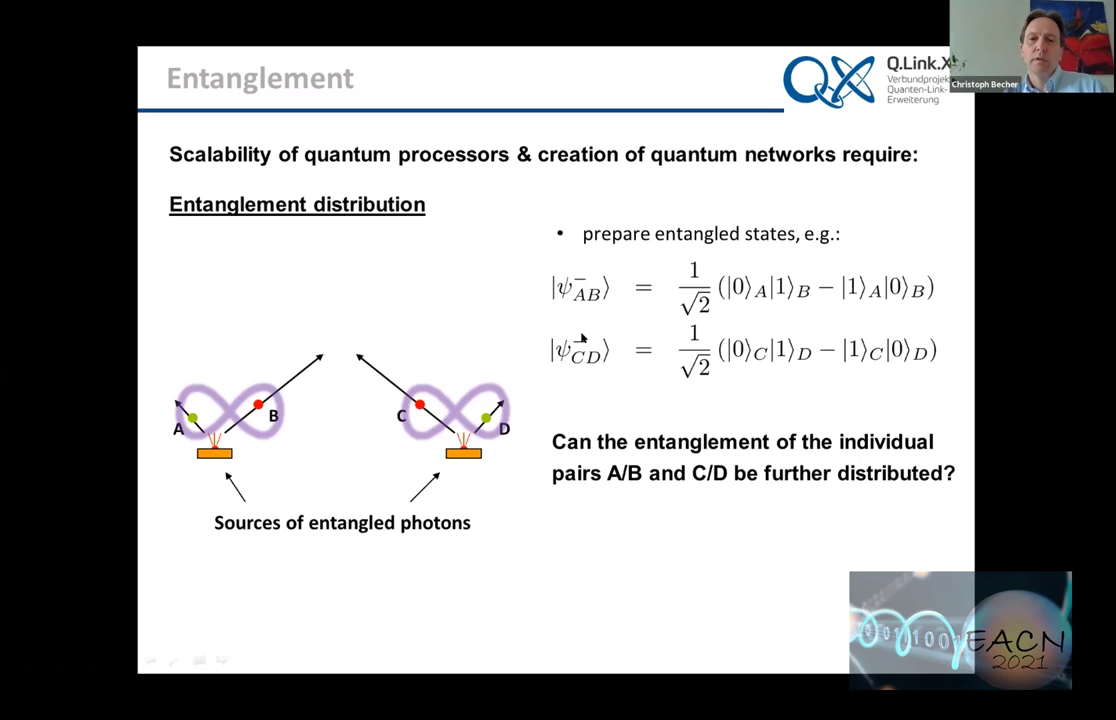 Entanglement
Q.Link.X
Verbundprojekt
Quanten-Link-
Erweiterung
Christoph Becher
Scalability of quantum processors & creation of quantum networks require:
Entanglement distribution
• prepare entangled states, e.g.:
|ψ⁻_AB⟩ = 1/√2 (|0⟩_A|1⟩_B − |1⟩_A|0⟩_B)
|ψ⁻_CD⟩ = 1/√2 (|0⟩_C|1⟩_D − |1⟩_C|0⟩_D)
A B C D
Can the entanglement of the individual
pairs A/B and C/D be further distributed?
Sources of entangled photons
EACN
2021